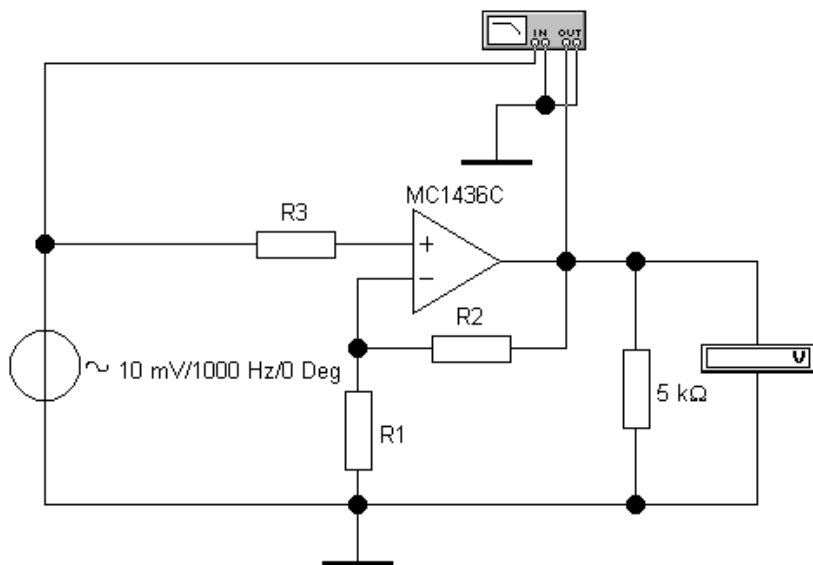 IN OUT
MC1436C
R3
+
−
R2
~ 10 mV/1000 Hz/0 Deg
V
5 kΩ
R1